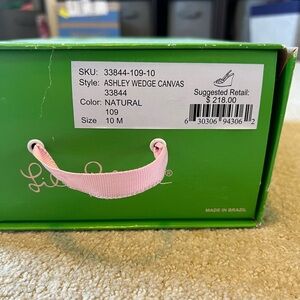 SKU: 33844-109-10
Style: ASHLEY WEDGE CANVAS
33844
Color: NATURAL
109
Size 10 M
Suggested Retail:
$ 218.00
6 30306 94306 2
®
MADE IN BRAZIL